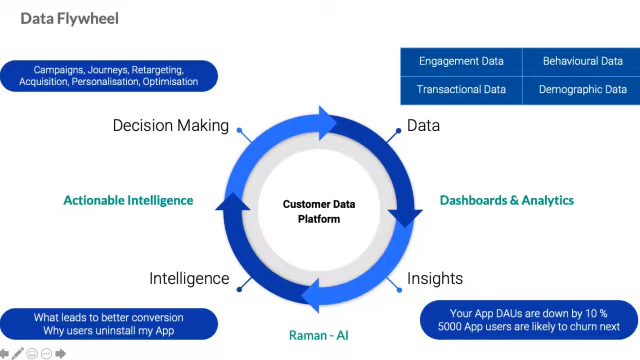 Data Flywheel
Campaigns, Journeys, Retargeting,
Acquisition, Personalisation, Optimisation
Engagement Data
Behavioural Data
Transactional Data
Demographic Data
Decision Making
Data
Actionable Intelligence
Customer Data
Platform
Dashboards & Analytics
Intelligence
Insights
What leads to better conversion
Why users uninstall my App
Raman - AI
Your App DAUs are down by 10 %
5000 App users are likely to churn next